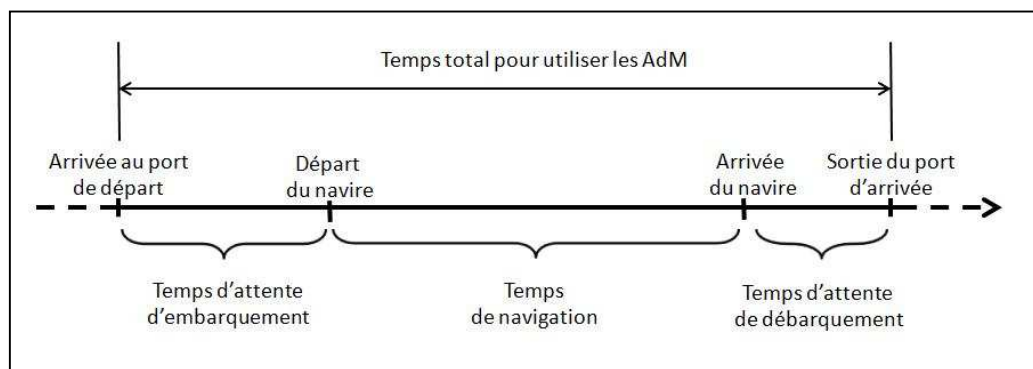 Temps total pour utiliser les AdM
Arrivée au port
de départ
Départ
du navire
Arrivée
du navire
Sortie du port
d'arrivée
Temps d'attente
d'embarquement
Temps
de navigation
Temps d'attente
de débarquement